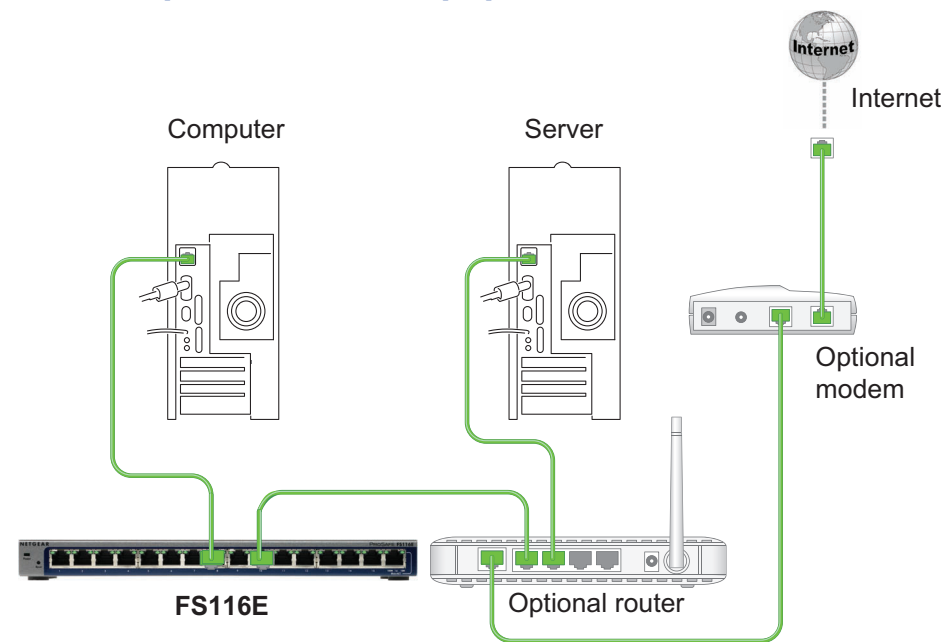 Internet
Internet
Computer
Server
Optional
modem
NETGEAR
FS116E
Optional router